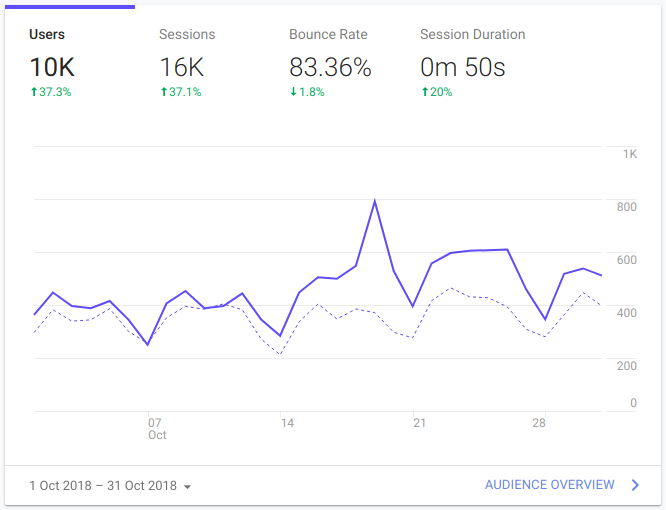 Users
10K
37.3%
Sessions
16K
37.1%
Bounce Rate
83.36%
1.8%
Session Duration
0m 50s
20%
1K
800
600
400
200
0
07
Oct
14
21
28
1 Oct 2018 – 31 Oct 2018
AUDIENCE OVERVIEW